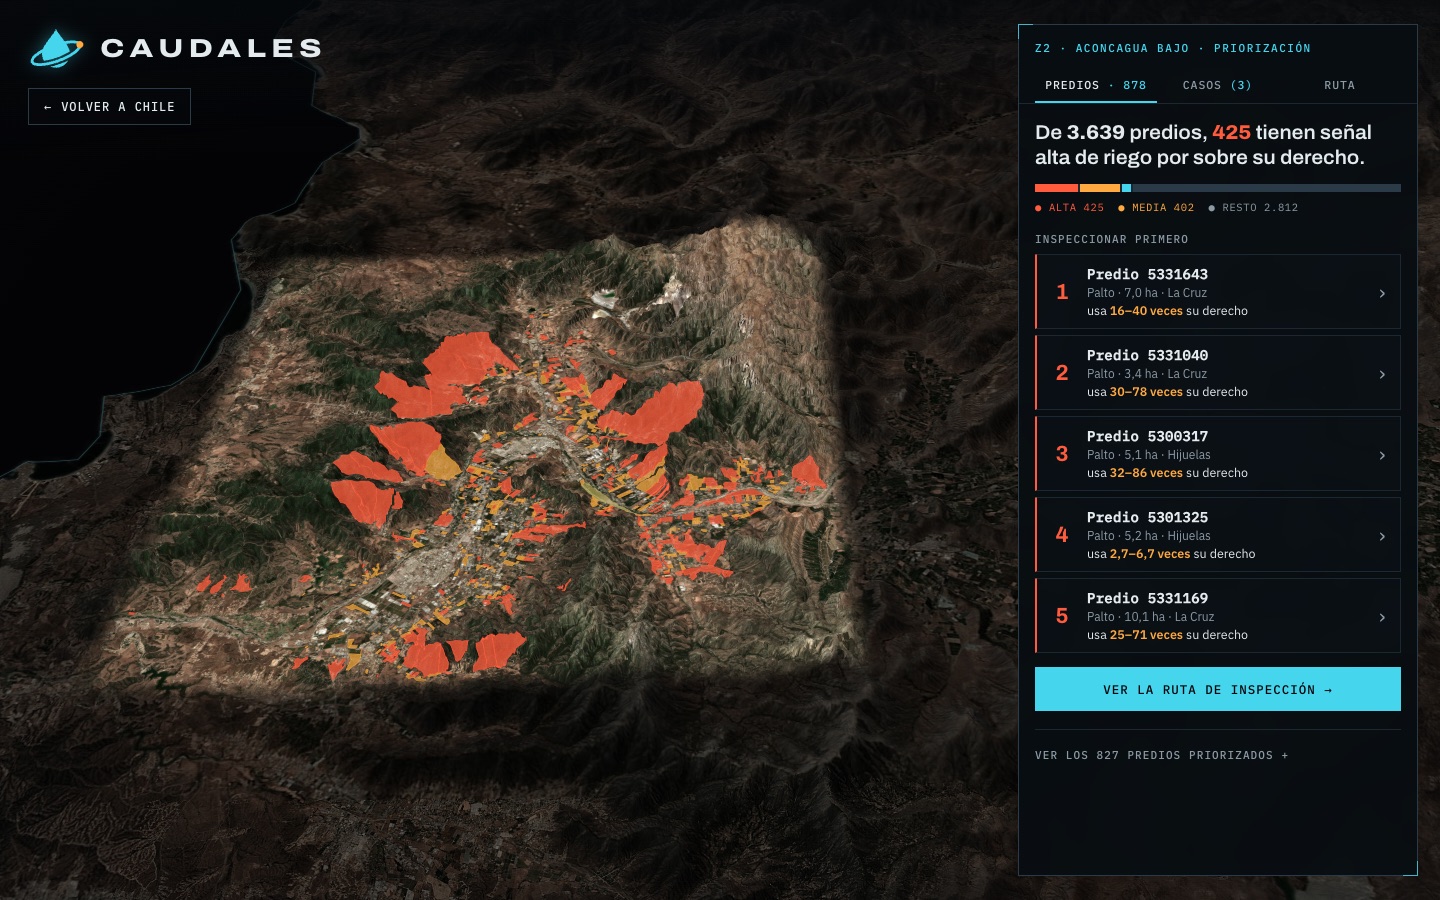 CAUDALES
← VOLVER A CHILE
Z2 · ACONCAGUA BAJO · PRIORIZACIÓN
PREDIOS · 878
CASOS (3)
RUTA
De 3.639 predios, 425 tienen señal
alta de riego por sobre su derecho.
● ALTA 425 ● MEDIA 402 ● RESTO 2.812
INSPECCIONAR PRIMERO
1
Predio 5331643
Palto · 7,0 ha · La Cruz
usa 16–40 veces su derecho
›
2
Predio 5331040
Palto · 3,4 ha · La Cruz
usa 30–78 veces su derecho
›
3
Predio 5300317
Palto · 5,1 ha · Hijuelas
usa 32–86 veces su derecho
›
4
Predio 5301325
Palto · 5,2 ha · Hijuelas
usa 2,7–6,7 veces su derecho
›
5
Predio 5331169
Palto · 10,1 ha · La Cruz
usa 25–71 veces su derecho
›
VER LA RUTA DE INSPECCIÓN →
VER LOS 827 PREDIOS PRIORIZADOS +